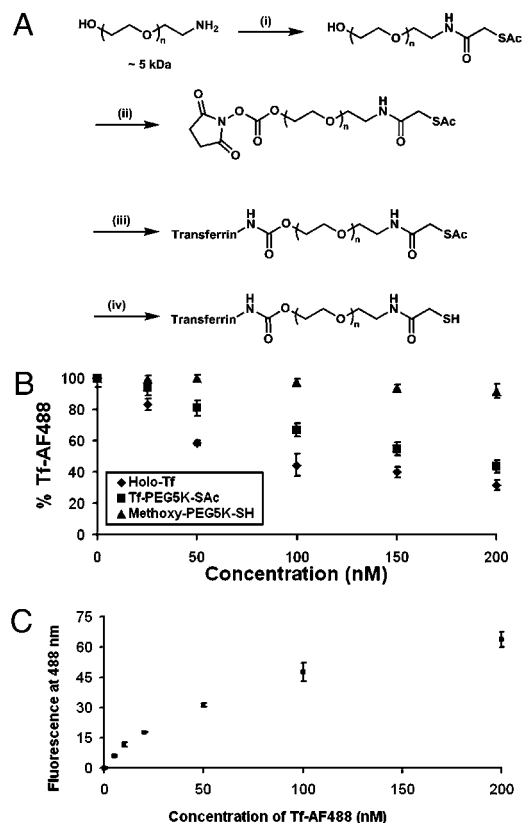 A
HO O n NH2
~ 5 kDa
(i)
HO O n H N O SAc
(ii)
O N O O O O O n H N O SAc
(iii)
Transferrin H N O O O n H N O SAc
(iv)
Transferrin H N O O O n H N O SH
B
% Tf-AF488
100
80
60
40
20
0
Holo-Tf
Tf-PEG5K-SAc
Methoxy-PEG5K-SH
0 50 100 150 200
Concentration (nM)
C
Fluorescence at 488 nm
75
60
45
30
15
0
0 50 100 150 200
Concentration of Tf-AF488 (nM)